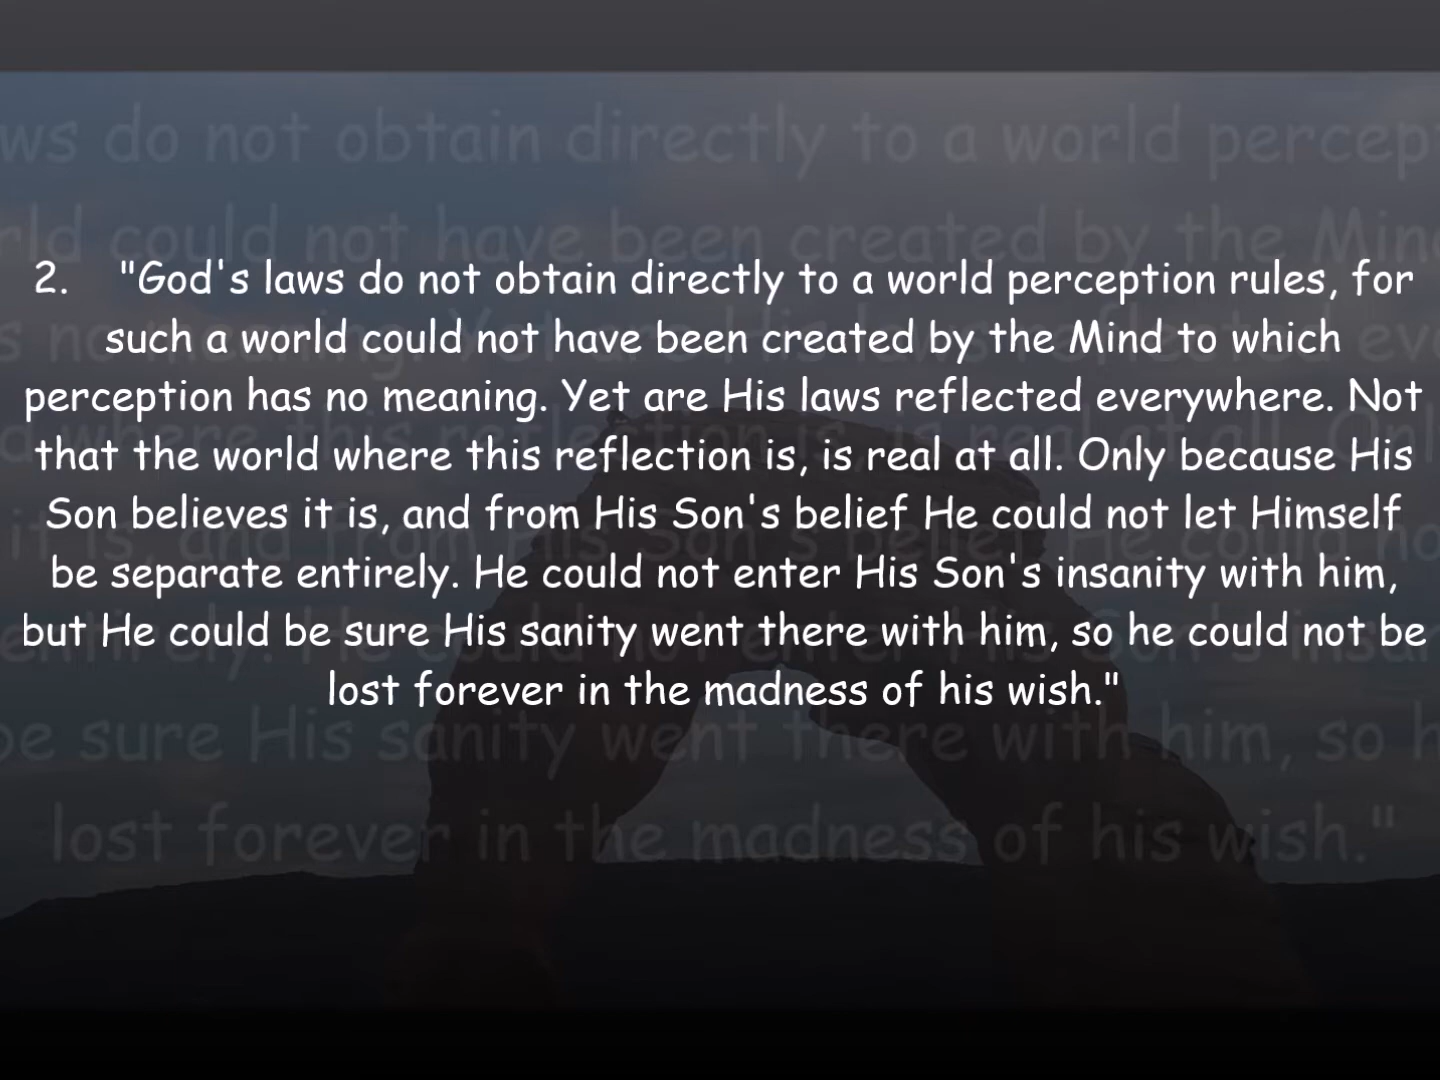 2. "God's laws do not obtain directly to a world perception rules, for
such a world could not have been created by the Mind to which
perception has no meaning. Yet are His laws reflected everywhere. Not
that the world where this reflection is, is real at all. Only because His
Son believes it is, and from His Son's belief He could not let Himself
be separate entirely. He could not enter His Son's insanity with him,
but He could be sure His sanity went there with him, so he could not be
lost forever in the madness of his wish."